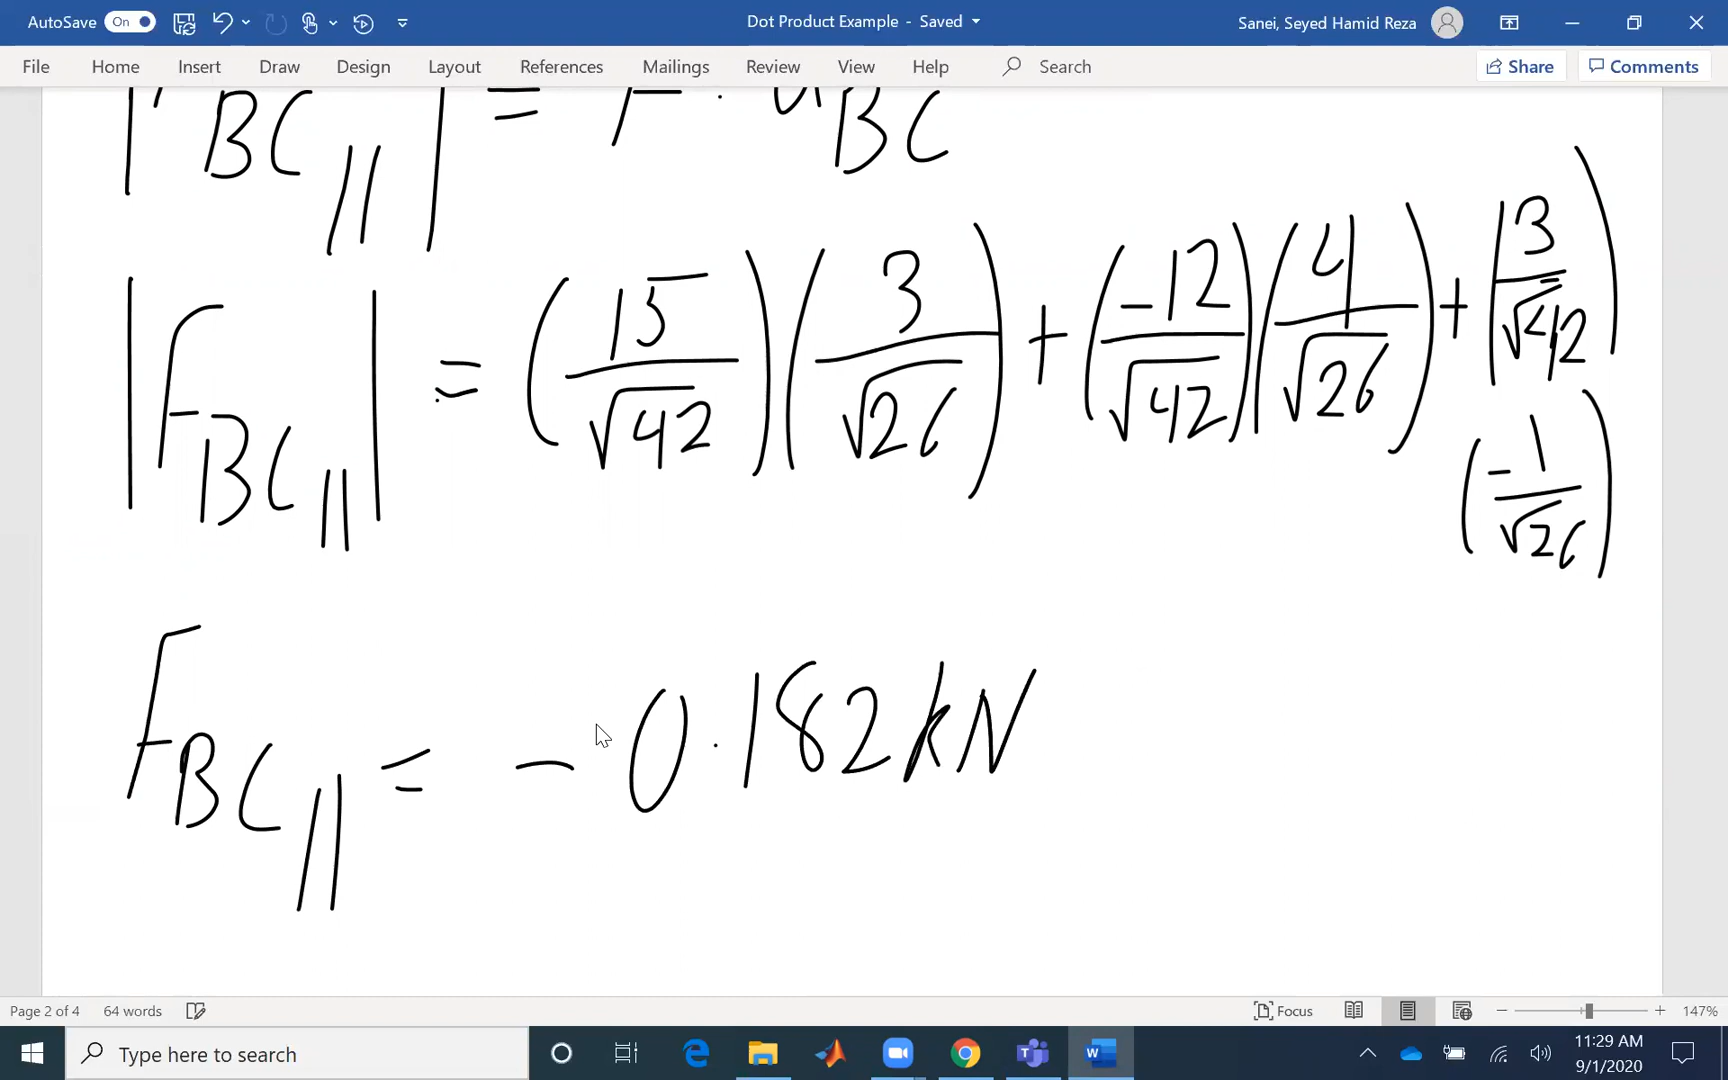 AutoSave On Dot Product Example - Saved Sanei, Seyed Hamid Reza
File Home Insert Draw Design Layout References Mailings Review View Help Search Share Comments
|F_BC∥| = F · u_BC
|F_BC∥| = (15/√42)(3/√26) + (-12/√42)(4/√26) + (3/√42)
(-1/√26)
F_BC∥ = - 0.182 kN
Page 2 of 4 64 words Focus 147%
Type here to search 11:29 AM
9/1/2020